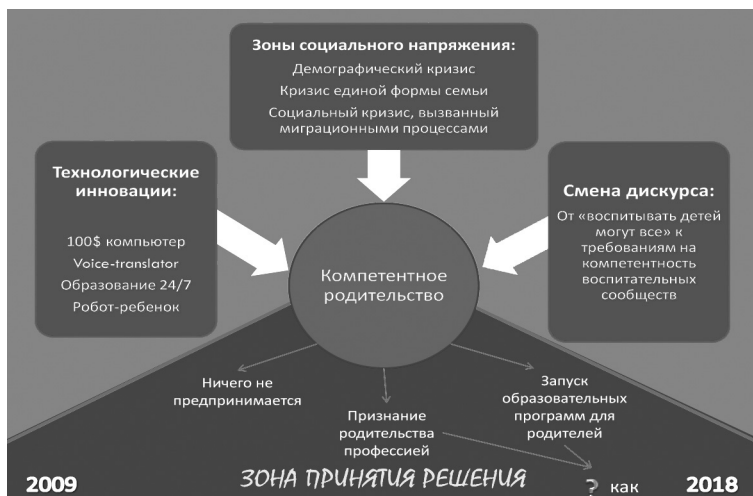 Зоны социального напряжения:
Демографический кризис
Кризис единой формы семьи
Социальный кризис, вызванный
миграционными процессами
Технологические
инновации:
100$ компьютер
Voice-translator
Образование 24/7
Робот-ребенок
Смена дискурса:
От «воспитывать детей
могут все» к
требованиям на
компетентность
воспитательных
сообществ
Компетентное
родительство
Ничего не
предпринимается
Признание
родительства
профессией
Запуск
образовательных
программ для
родителей
2009
ЗОНА ПРИНЯТИЯ РЕШЕНИЯ
? как
2018